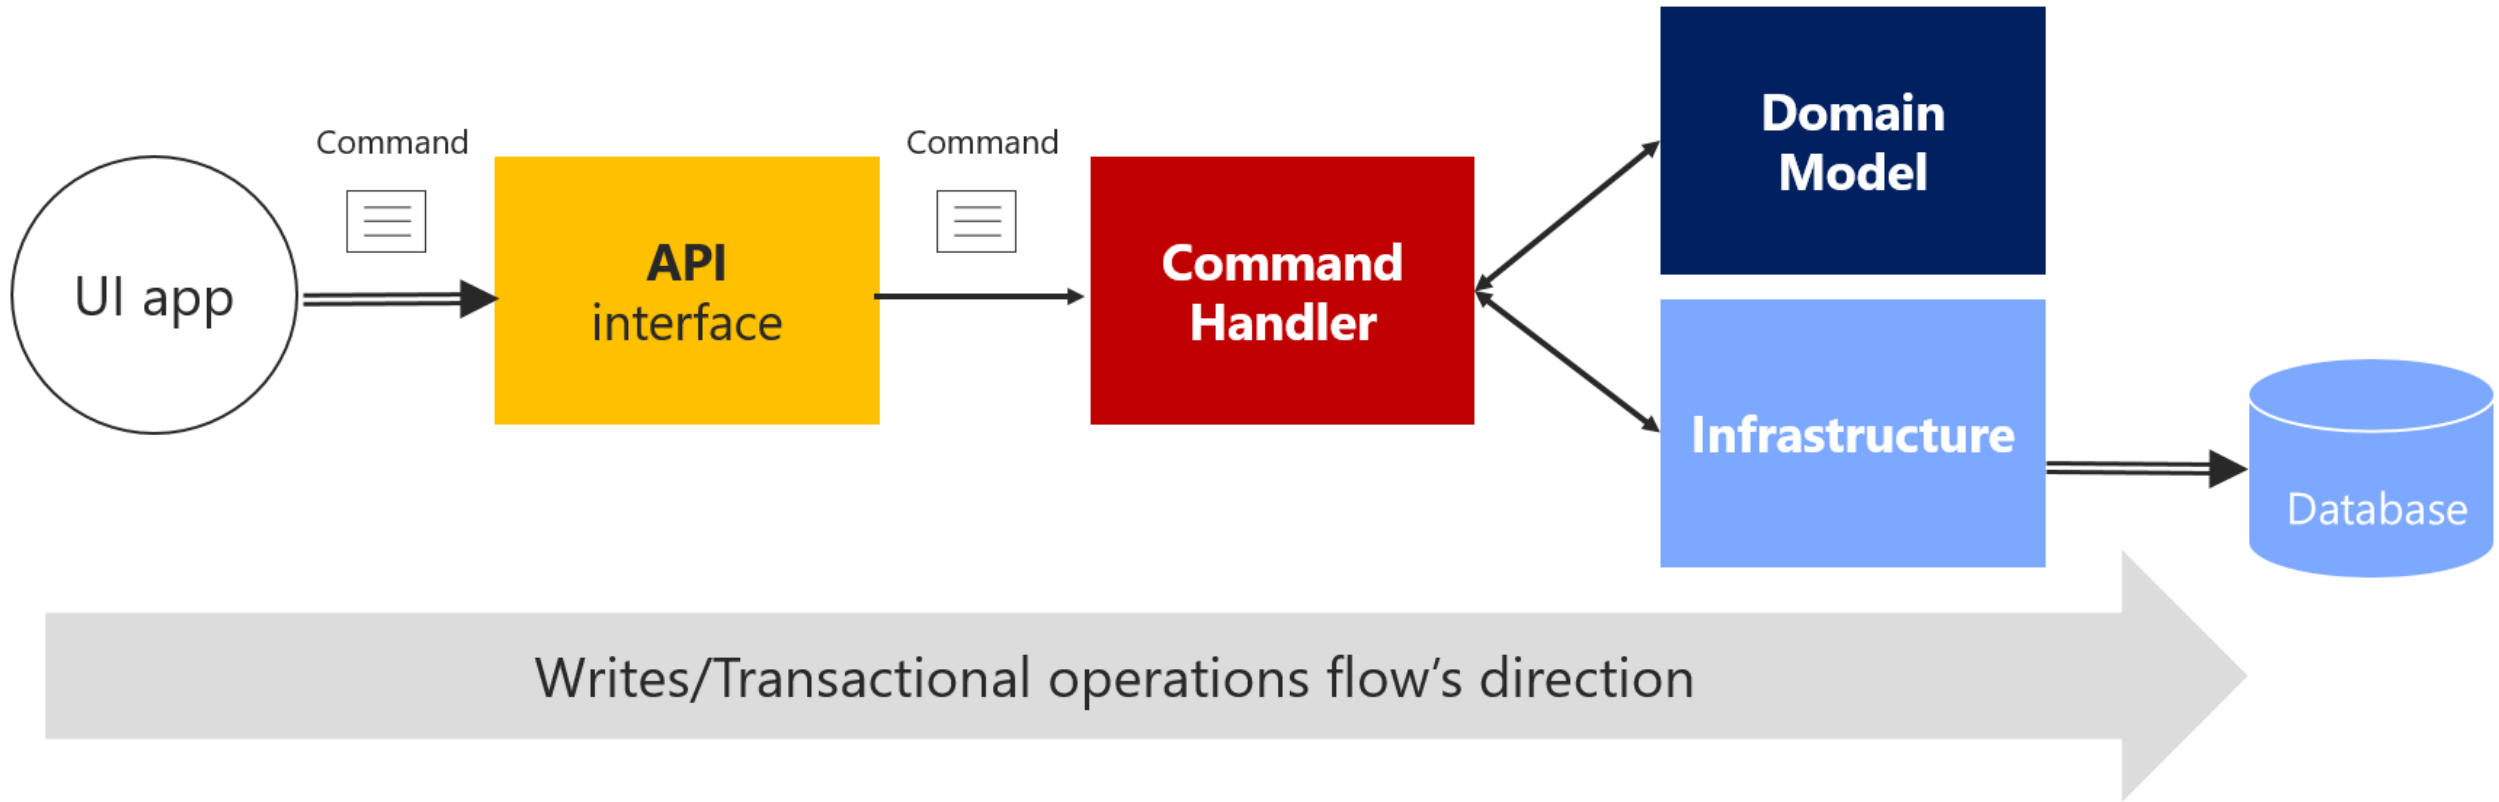 Command
Command
UI app
API
interface
Command
Handler
Domain
Model
Infrastructure
Database
Writes/Transactional operations flow’s direction